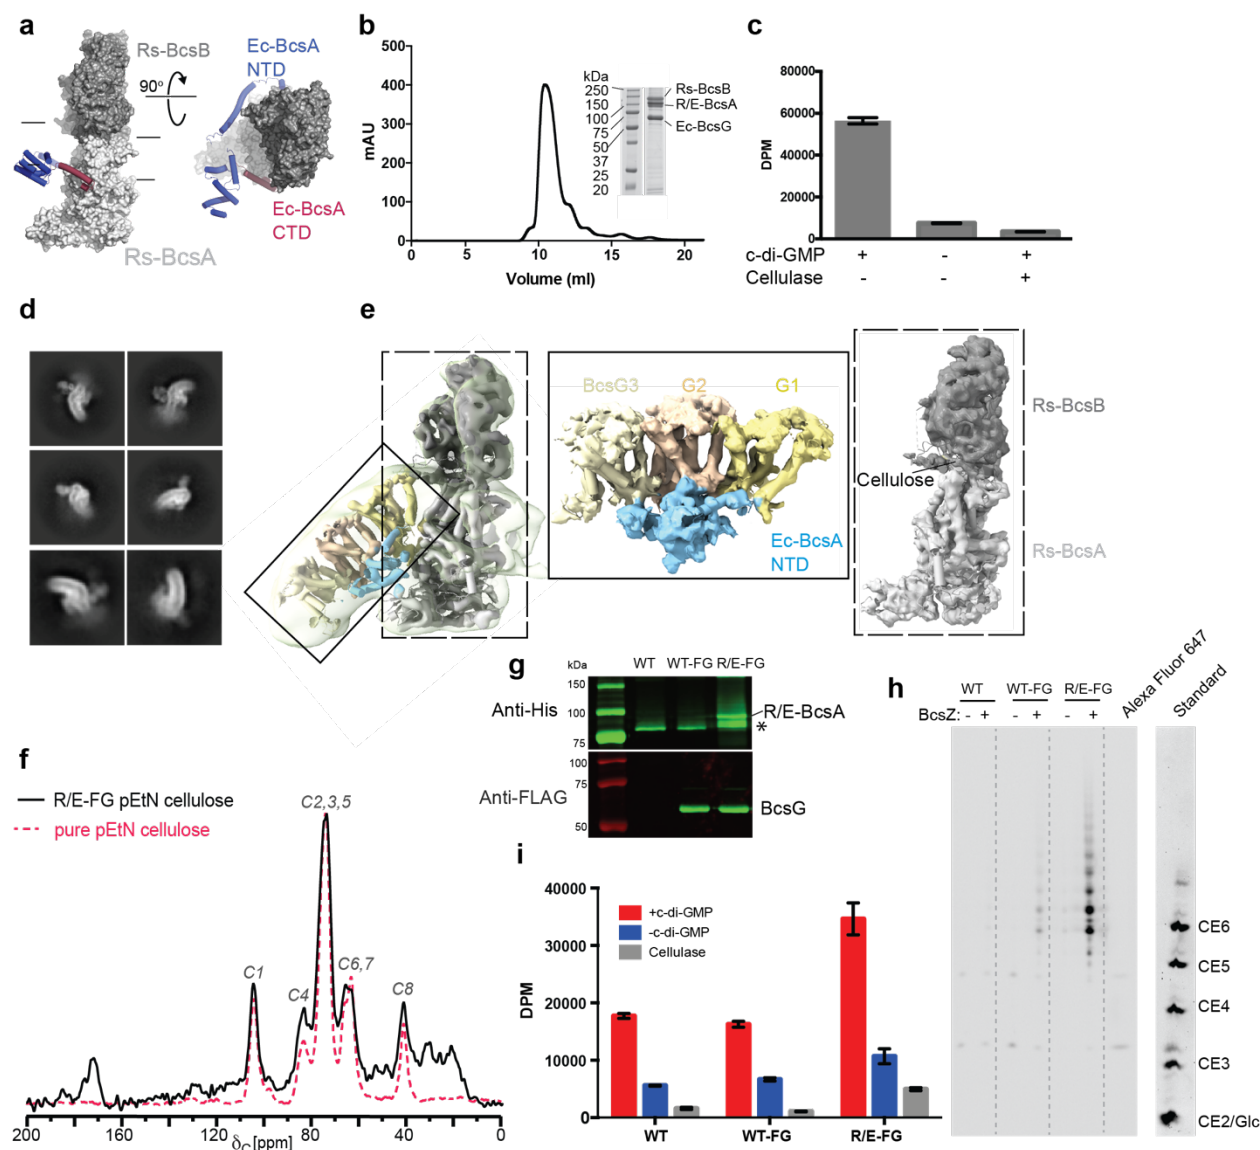 a
Rs-BcsB
90°
Ec-BcsA
NTD
Ec-BcsA
CTD
Rs-BcsA
b
500
400
300
200
100
0
mAU
0
5
10
15
20
Volume (ml)
kDa
250
150
100
75
50
37
25
20
Rs-BcsB
R/E-BcsA
Ec-BcsG
c
80000
60000
40000
20000
0
DPM
c-di-GMP + - +
Cellulase - - +
d
e
BcsG3 G2 G1
Ec-BcsA
NTD
Cellulose
Rs-BcsB
Rs-BcsA
f
R/E-FG pEtN cellulose
pure pEtN cellulose
C1
C4
C2,3,5
C6,7
C8
200 160 120 80 40 0
δC[ppm]
g
kDa
WT WT-FG R/E-FG
150
100
75
Anti-His
R/E-BcsA
*
100
75
50
Anti-FLAG
BcsG
h
WT WT-FG R/E-FG Alexa Fluor 647 Standard
BcsZ: - + - + - +
CE6
CE5
CE4
CE3
CE2/Glc
i
40000
30000
20000
10000
0
DPM
+c-di-GMP
-c-di-GMP
Cellulase
WT WT-FG R/E-FG